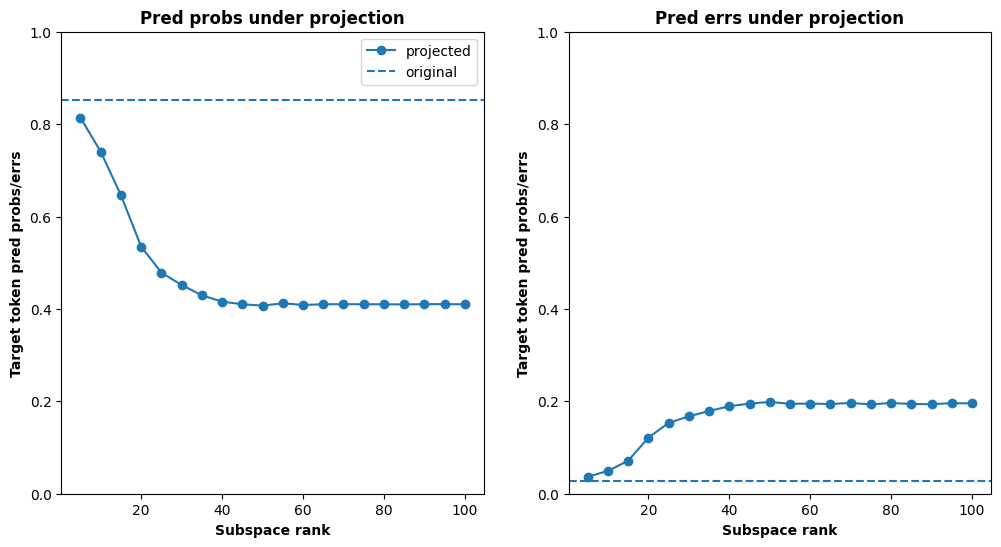 Pred probs under projection
Target token pred probs/errs
1.0
0.8
0.6
0.4
0.2
0.0
projected
original
20
40
60
80
100
Subspace rank
Pred errs under projection
Target token pred probs/errs
1.0
0.8
0.6
0.4
0.2
0.0
20
40
60
80
100
Subspace rank